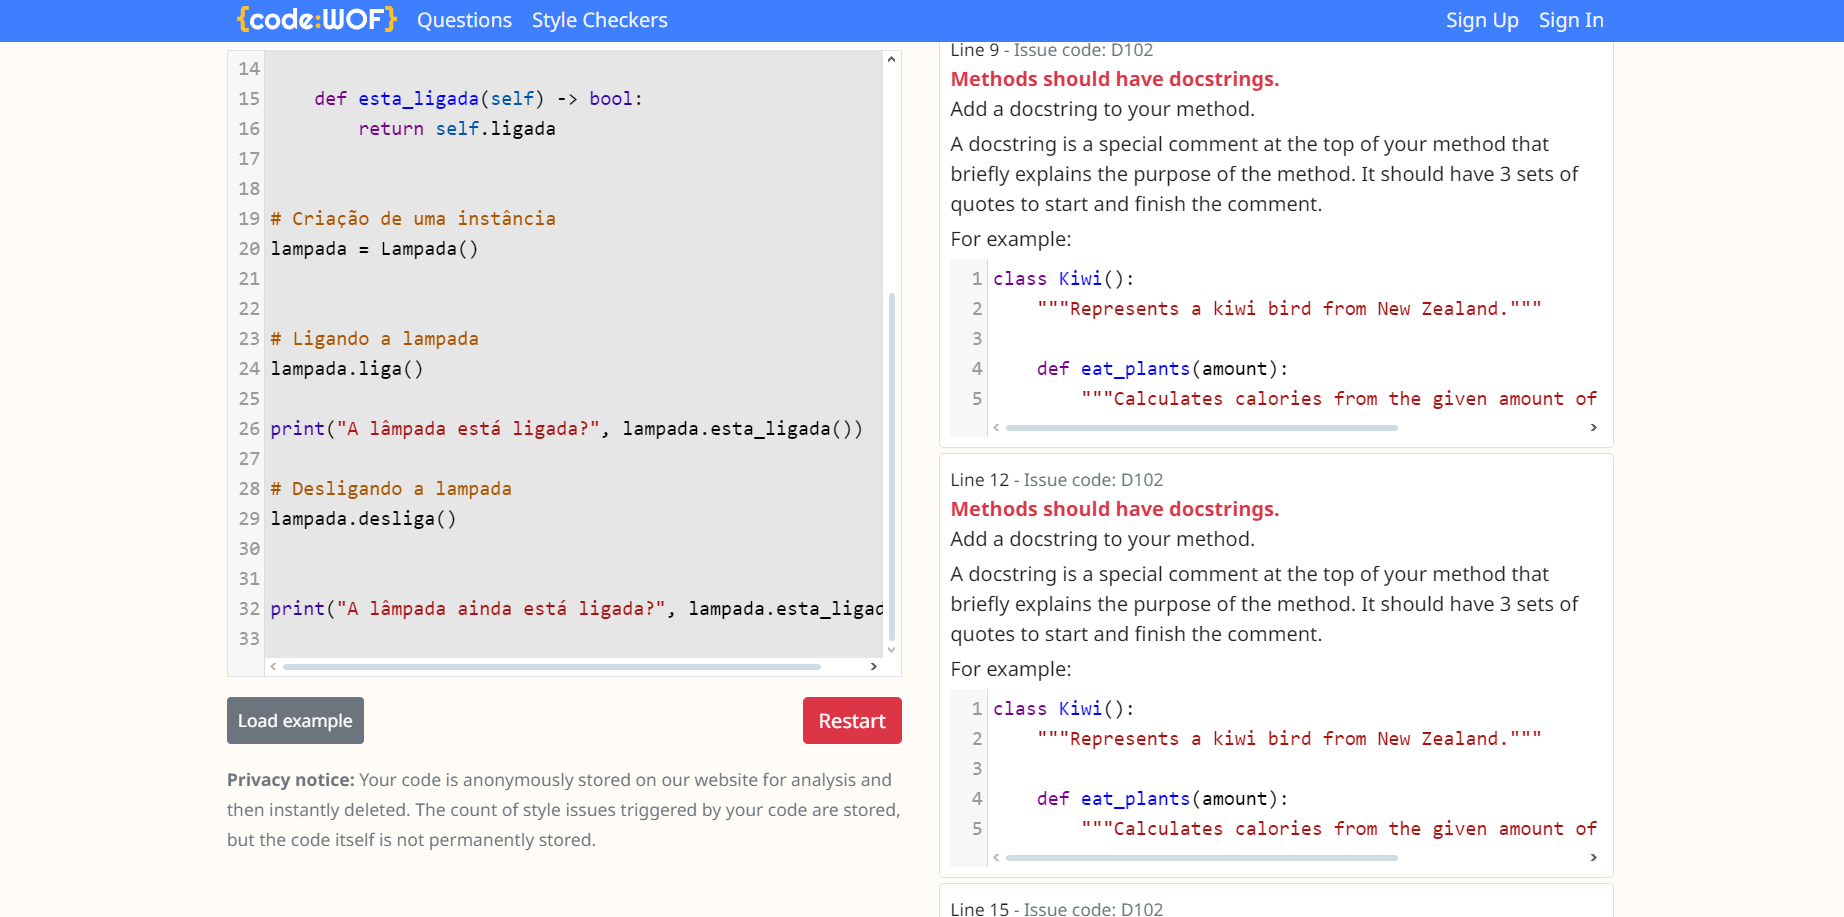 {code:WOF} Questions Style Checkers Sign Up Sign In
14
15     def esta_ligada(self) -> bool:
16         return self.ligada
17
18
19 # Criação de uma instância
20 lampada = Lampada()
21
22
23 # Ligando a lampada
24 lampada.liga()
25
26 print("A lâmpada está ligada?", lampada.esta_ligada())
27
28 # Desligando a lampada
29 lampada.desliga()
30
31
32 print("A lâmpada ainda está ligada?", lampada.esta_ligad
33
Load example Restart
Privacy notice: Your code is anonymously stored on our website for analysis and
then instantly deleted. The count of style issues triggered by your code are stored,
but the code itself is not permanently stored.
Line 9 - Issue code: D102
Methods should have docstrings.
Add a docstring to your method.
A docstring is a special comment at the top of your method that
briefly explains the purpose of the method. It should have 3 sets of
quotes to start and finish the comment.
For example:
1 class Kiwi():
2     """Represents a kiwi bird from New Zealand."""
3
4     def eat_plants(amount):
5         """Calculates calories from the given amount of
Line 12 - Issue code: D102
Methods should have docstrings.
Add a docstring to your method.
A docstring is a special comment at the top of your method that
briefly explains the purpose of the method. It should have 3 sets of
quotes to start and finish the comment.
For example:
1 class Kiwi():
2     """Represents a kiwi bird from New Zealand."""
3
4     def eat_plants(amount):
5         """Calculates calories from the given amount of
Line 15 - Issue code: D102